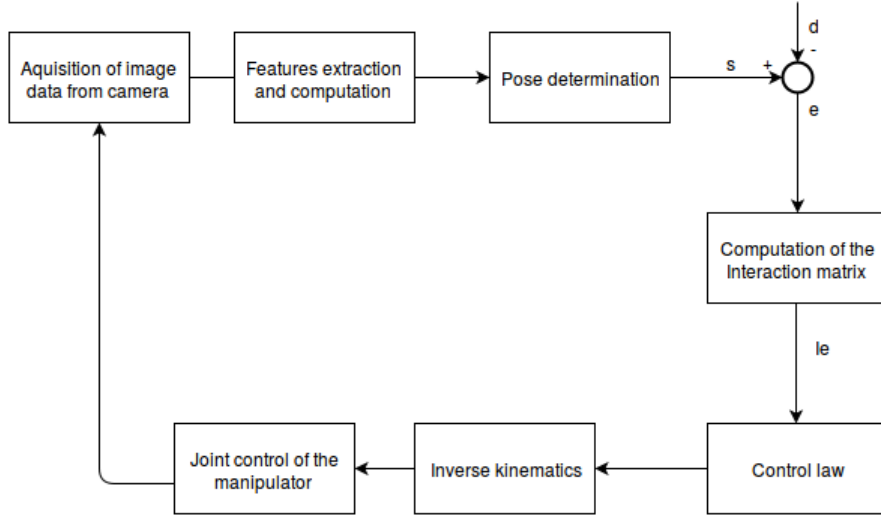 Aquisition of image
data from camera
Features extraction
and computation
Pose determination
s
+
d
-
e
Computation of the
Interaction matrix
Ie
Joint control of the
manipulator
Inverse kinematics
Control law